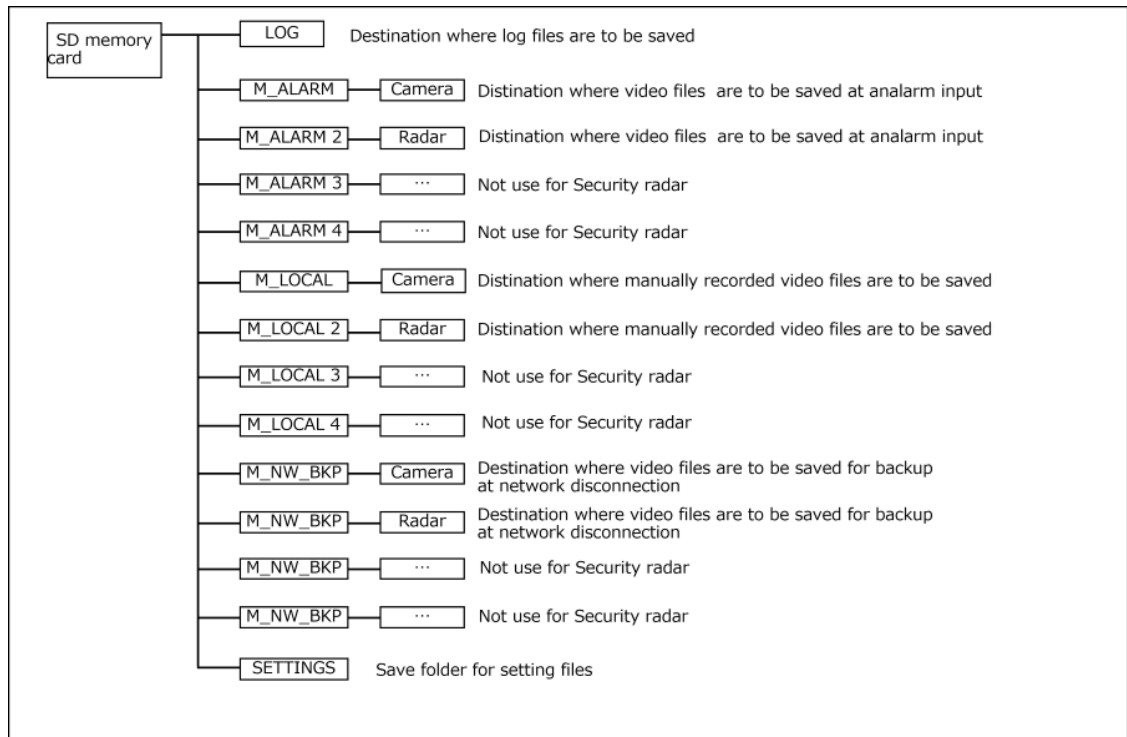 SD memory
card
LOG Destination where log files are to be saved
M_ALARM Camera Distination where video files are to be saved at analarm input
M_ALARM 2 Radar Distination where video files are to be saved at analarm input
M_ALARM 3 ... Not use for Security radar
M_ALARM 4 ... Not use for Security radar
M_LOCAL Camera Distination where manually recorded video files are to be saved
M_LOCAL 2 Radar Distination where manually recorded video files are to be saved
M_LOCAL 3 ... Not use for Security radar
M_LOCAL 4 ... Not use for Security radar
M_NW_BKP Camera Destination where video files are to be saved for backup
at network disconnection
M_NW_BKP Radar Destination where video files are to be saved for backup
at network disconnection
M_NW_BKP ... Not use for Security radar
M_NW_BKP ... Not use for Security radar
SETTINGS Save folder for setting files